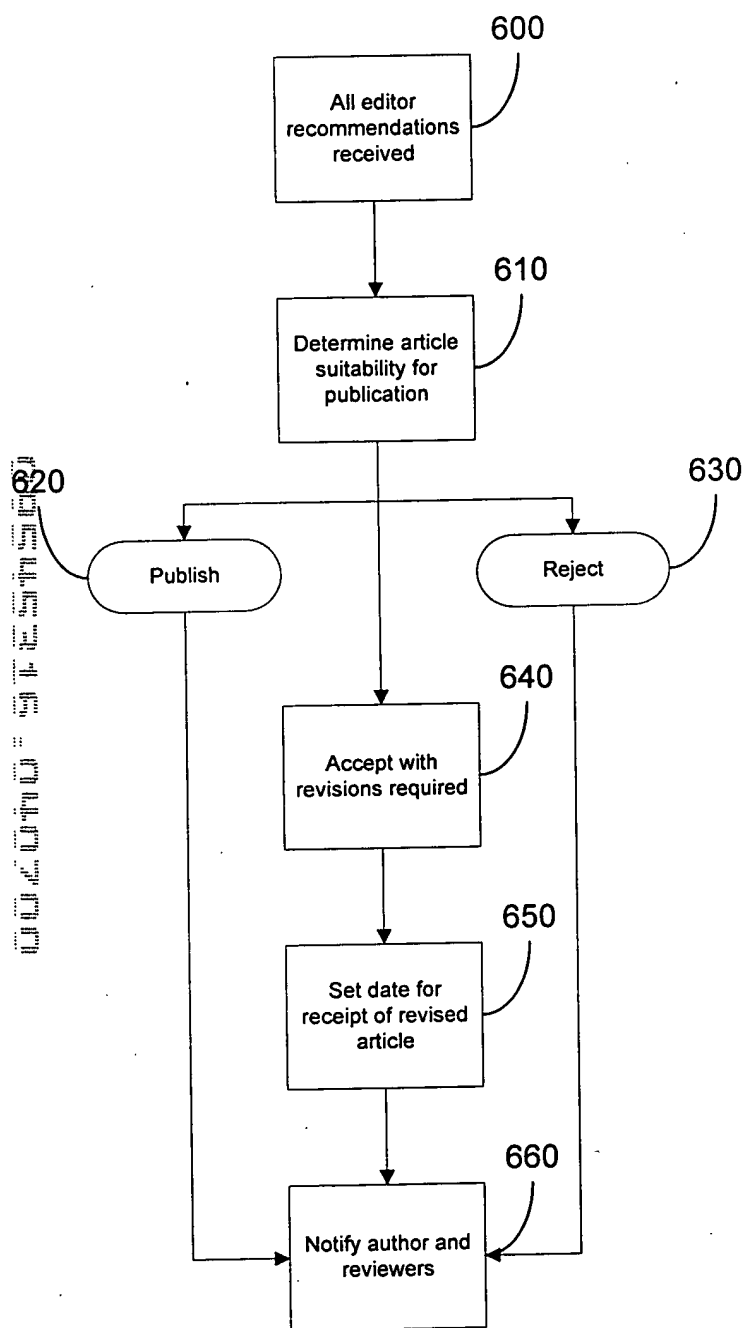 600
All editor
recommendations
received
610
Determine article
suitability for
publication
620
630
Publish
Reject
640
Accept with
revisions required
650
Set date for
receipt of revised
article
660
Notify author and
reviewers